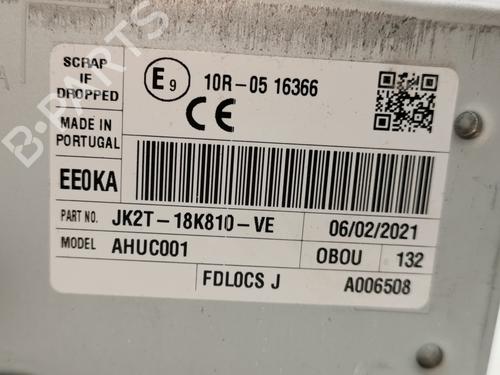 SCRAP
IF
DROPPED
E9 10R-05 16366
CE
MADE IN
PORTUGAL
EE0KA
PART NO. JK2T-18K810-VE 06/02/2021
MODEL AHUC001 OBOU 132
FDLOCS J A006508
B-PARTS